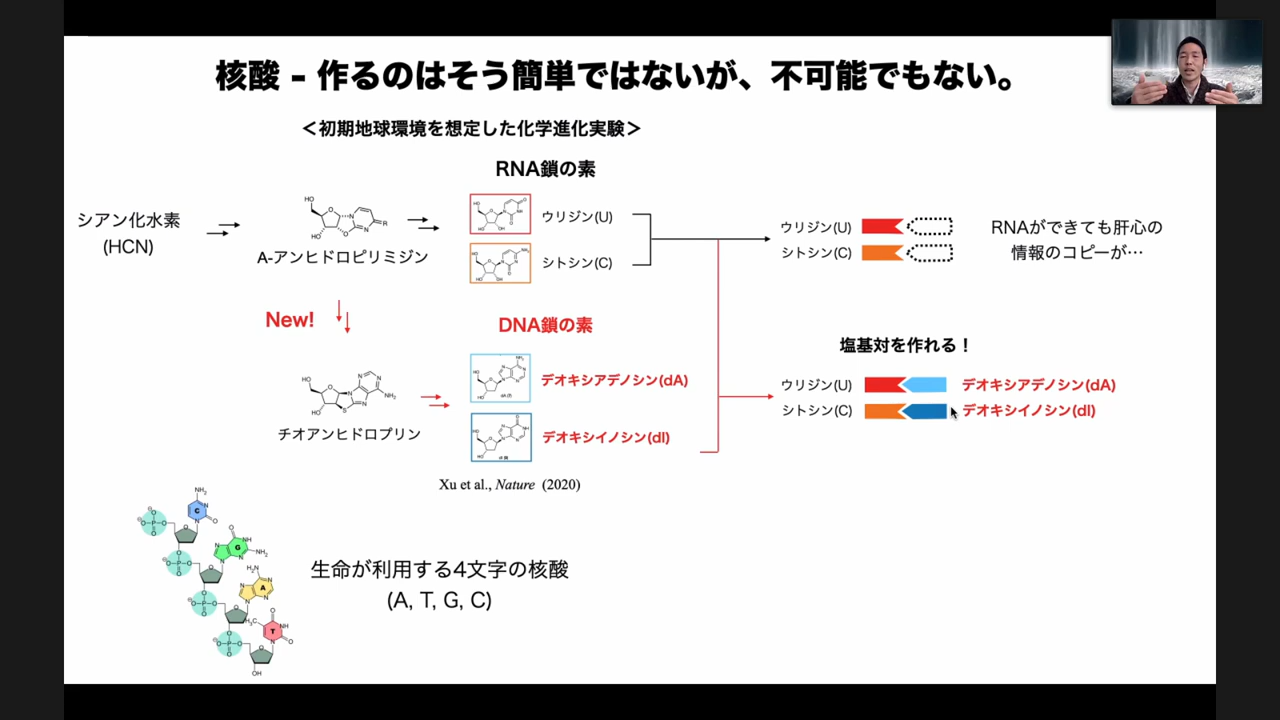 核酸 – 作るのはそう簡単ではないが、不可能でもない。
＜初期地球環境を想定した化学進化実験＞
RNA鎖の素
シアン化水素
(HCN)
A-アンヒドロピリミジン
ウリジン(U)
シトシン(C)
ウリジン(U)
シトシン(C)
RNAができても肝心の
情報のコピーが…
New!
DNA鎖の素
チオアンヒドロプリン
デオキシアデノシン(dA)
デオキシイノシン(dI)
塩基対を作れる！
ウリジン(U)
デオキシアデノシン(dA)
シトシン(C)
デオキシイノシン(dI)
Xu et al., Nature (2020)
生命が利用する4文字の核酸
(A, T, G, C)
C
G
A
T